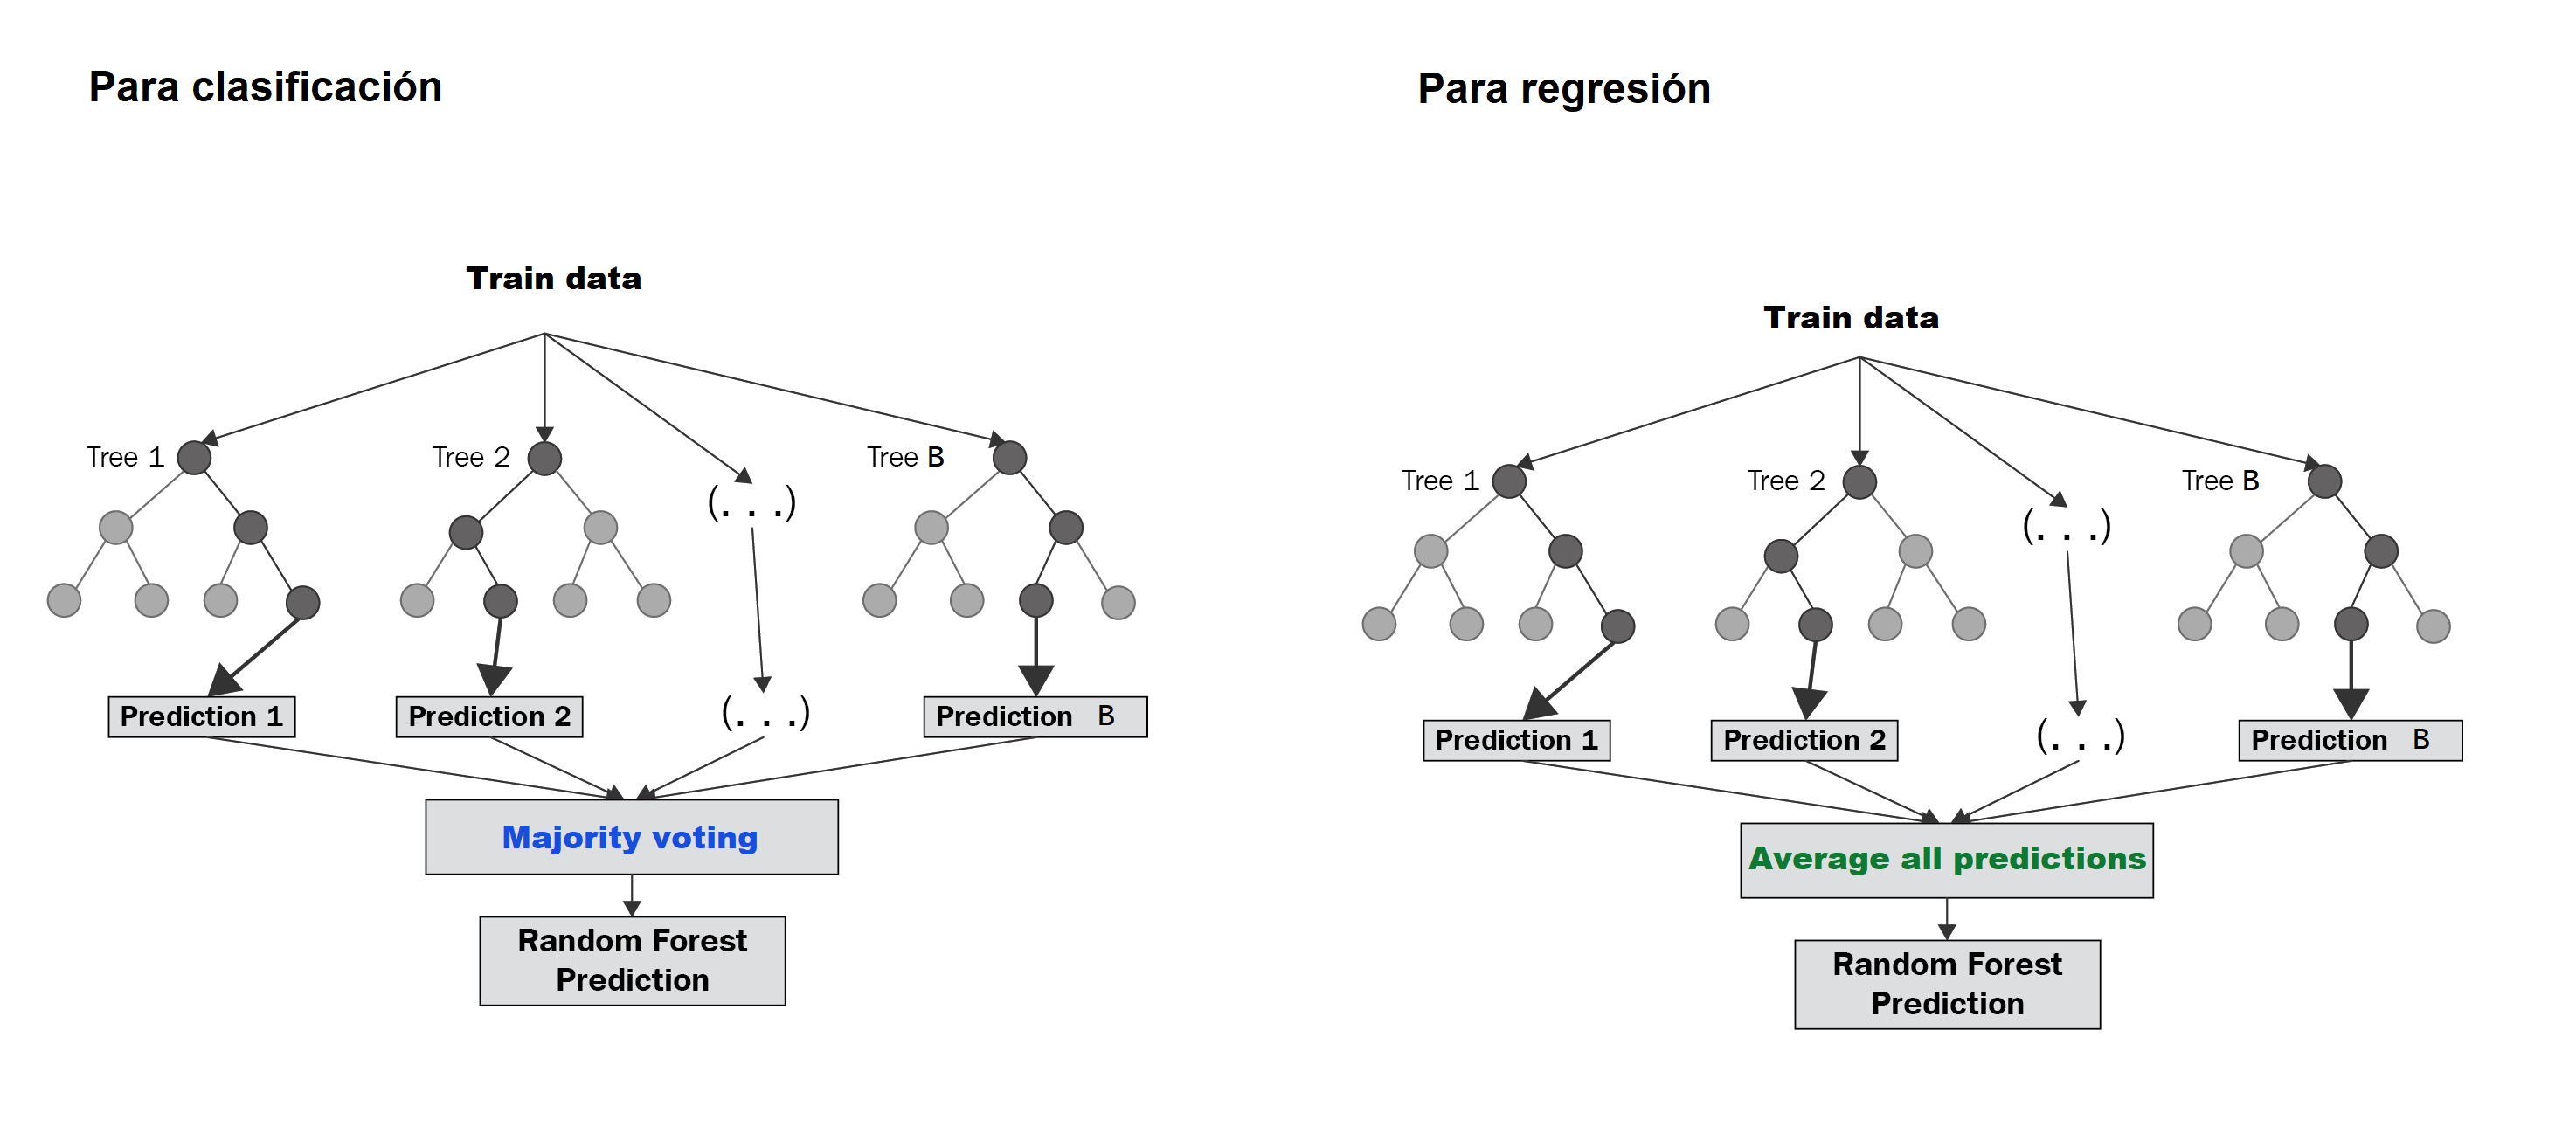 Para clasificación
Train data
Tree 1
Tree 2
(. . .)
Tree B
Prediction 1
Prediction 2
(. . .)
Prediction B
Majority voting
Random Forest
Prediction
Para regresión
Train data
Tree 1
Tree 2
(. . .)
Tree B
Prediction 1
Prediction 2
(. . .)
Prediction B
Average all predictions
Random Forest
Prediction